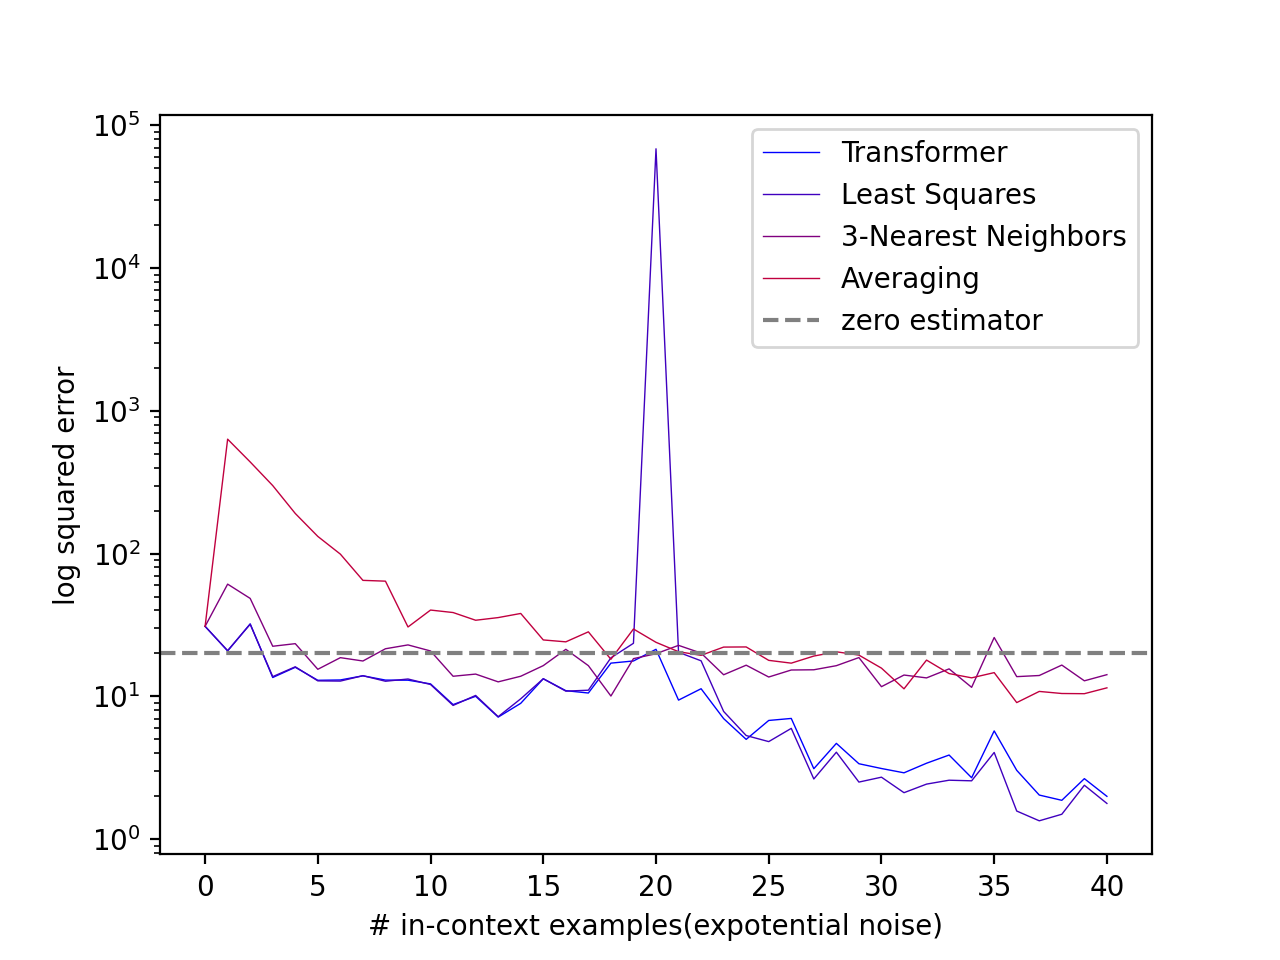 10^5
10^4
10^3
10^2
10^1
10^0
log squared error
Transformer
Least Squares
3-Nearest Neighbors
Averaging
zero estimator
0 5 10 15 20 25 30 35 40
# in-context examples(expotential noise)